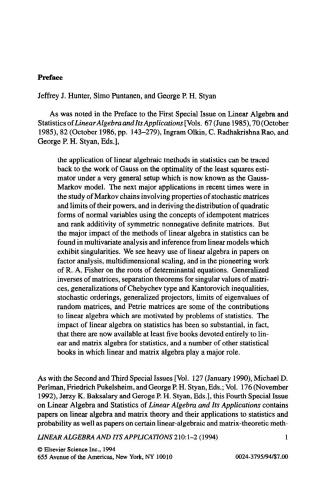 Preface
Jeffrey J. Hunter, Simo Puntanen, and George P. H. Styan
As was noted in the Preface to the First Special Issue on Linear Algebra and
Statistics of Linear Algebra and Its Applications [Vols. 67 (June 1985), 70 (October
1985), 82 (October 1986, pp. 143–279), Ingram Olkin, C. Radhakrishna Rao, and
George P. H. Styan, Eds.],
the application of linear algebraic methods in statistics can be traced
back to the work of Gauss on the optimality of the least squares esti-
mator under a very general setup which is now known as the Gauss-
Markov model. The next major applications in recent times were in
the study of Markov chains involving properties of stochastic matrices
and limits of their powers, and in deriving the distribution of quadratic
forms of normal variables using the concepts of idempotent matrices
and rank additivity of symmetric nonnegative definite matrices. But
the major impact of the methods of linear algebra in statistics can be
found in multivariate analysis and inference from linear models which
exhibit singularities. We see heavy use of linear algebra in papers on
factor analysis, multidimensional scaling, and in the pioneering work
of R. A. Fisher on the roots of determinantal equations. Generalized
inverses of matrices, separation theorems for singular values of matri-
ces, generalizations of Chebychev type and Kantorovich inequalities,
stochastic orderings, generalized projectors, limits of eigenvalues of
random matrices, and Petrie matrices are some of the contributions
to linear algebra which are motivated by problems of statistics. The
impact of linear algebra on statistics has been so substantial, in fact,
that there are now available at least five books devoted entirely to lin-
ear and matrix algebra for statistics, and a number of other statistical
books in which linear and matrix algebra play a major role.
As with the Second and Third Special Issues [Vol. 127 (January 1990), Michael D.
Perlman, Friedrich Pukelsheim, and George P. H. Styan, Eds.; Vol. 176 (November
1992), Jerzy K. Baksalary and George P. H. Styan, Eds.], this Fourth Special Issue
on Linear Algebra and Statistics of Linear Algebra and Its Applications contains
papers on linear algebra and matrix theory and their applications to statistics and
probability as well as papers on certain linear-algebraic and matrix-theoretic meth-
LINEAR ALGEBRA AND ITS APPLICATIONS 210:1–2 (1994) 1
© Elsevier Science Inc., 1994
655 Avenue of the Americas, New York, NY 10010 0024-3795/94/$7.00